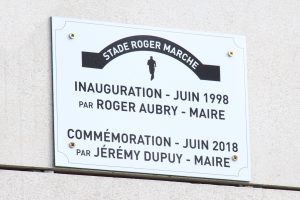 STADE ROGER MARCHE
INAUGURATION - JUIN 1998
PAR ROGER AUBRY - MAIRE
COMMÉMORATION - JUIN 2018
PAR JÉRÉMY DUPUY - MAIRE